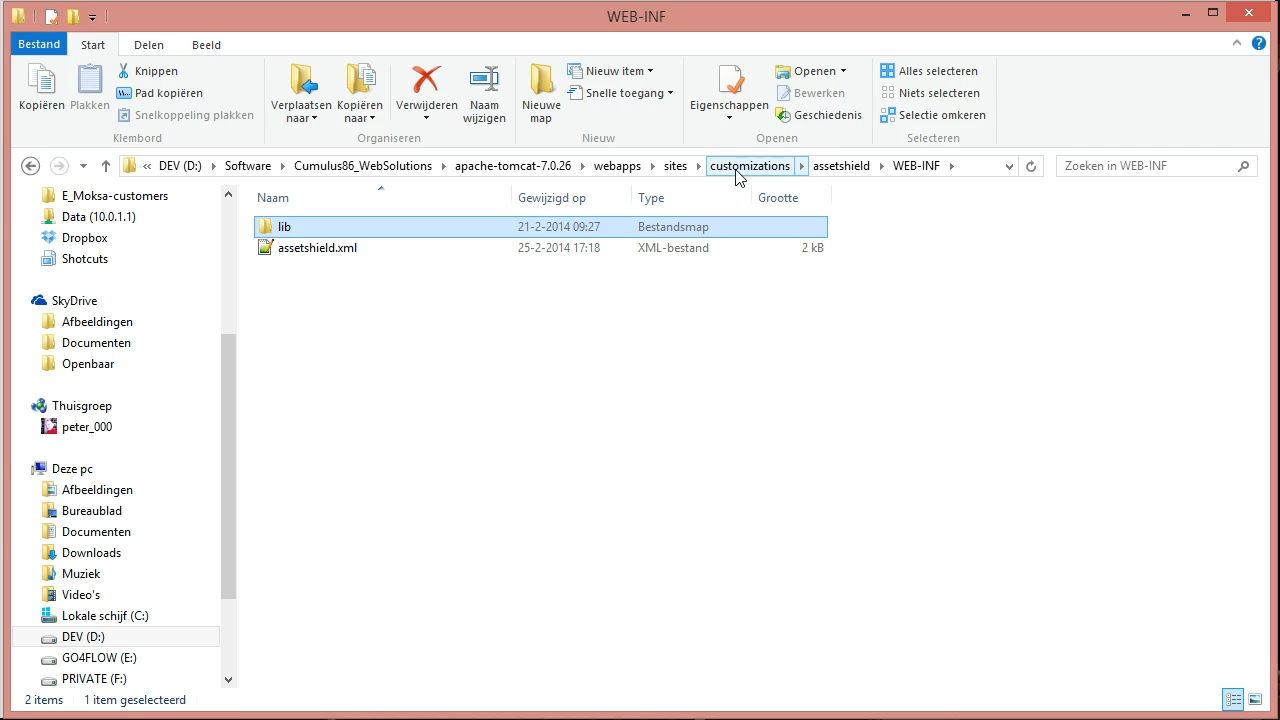 WEB-INF
Bestand Start Delen Beeld
Kopiëren
Plakken
Knippen
Pad kopiëren
Snelkoppeling plakken
Klembord
Verplaatsen naar
Kopiëren naar
Verwijderen
Naam wijzigen
Organiseren
Nieuwe map
Nieuw item
Snelle toegang
Nieuw
Eigenschappen
Openen
Bewerken
Geschiedenis
Openen
Alles selecteren
Niets selecteren
Selectie omkeren
Selecteren
« DEV (D:) Software Cumulus86_WebSolutions apache-tomcat-7.0.26 webapps sites customizations assetshield WEB-INF
Zoeken in WEB-INF
E_Moksa-customers
Data (10.0.1.1)
Dropbox
Shotcuts
SkyDrive
Afbeeldingen
Documenten
Openbaar
Thuisgroep
peter_000
Deze pc
Afbeeldingen
Bureaublad
Documenten
Downloads
Muziek
Video's
Lokale schijf (C:)
DEV (D:)
GO4FLOW (E:)
PRIVATE (F:)
Naam Gewijzigd op Type Grootte
lib 21-2-2014 09:27 Bestandsmap
assetshield.xml 25-2-2014 17:18 XML-bestand 2 kB
2 items 1 item geselecteerd